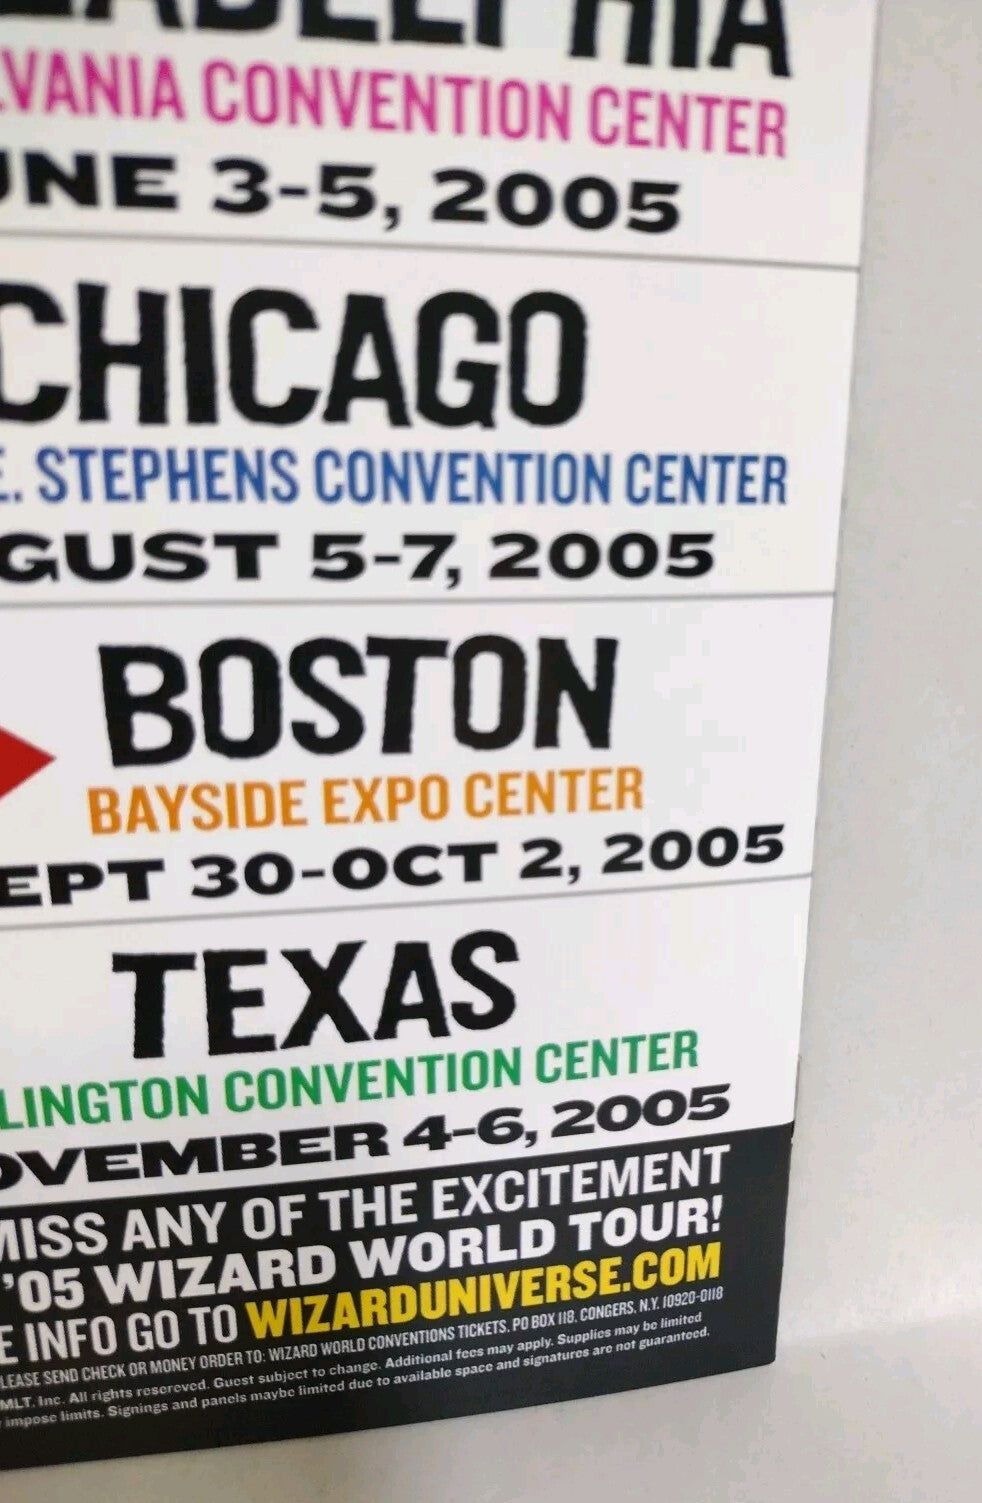 LADELPHIA
LVANIA CONVENTION CENTER
UNE 3-5, 2005
CHICAGO
E. STEPHENS CONVENTION CENTER
GUST 5-7, 2005
BOSTON
BAYSIDE EXPO CENTER
EPT 30-OCT 2, 2005
TEXAS
LINGTON CONVENTION CENTER
OVEMBER 4-6, 2005
MISS ANY OF THE EXCITEMENT
'05 WIZARD WORLD TOUR!
E INFO GO TO WIZARDUNIVERSE.COM
LEASE SEND CHECK OR MONEY ORDER TO: WIZARD WORLD CONVENTIONS TICKETS, PO BOX 118, CONGERS, N.Y. 10920-0118
MLT. Inc. All rights resereved. Guest subject to change. Additional fees may apply. Supplies may be limited
impose limits. Signings and panels maybe limited due to available space and signatures are not guaranteed.